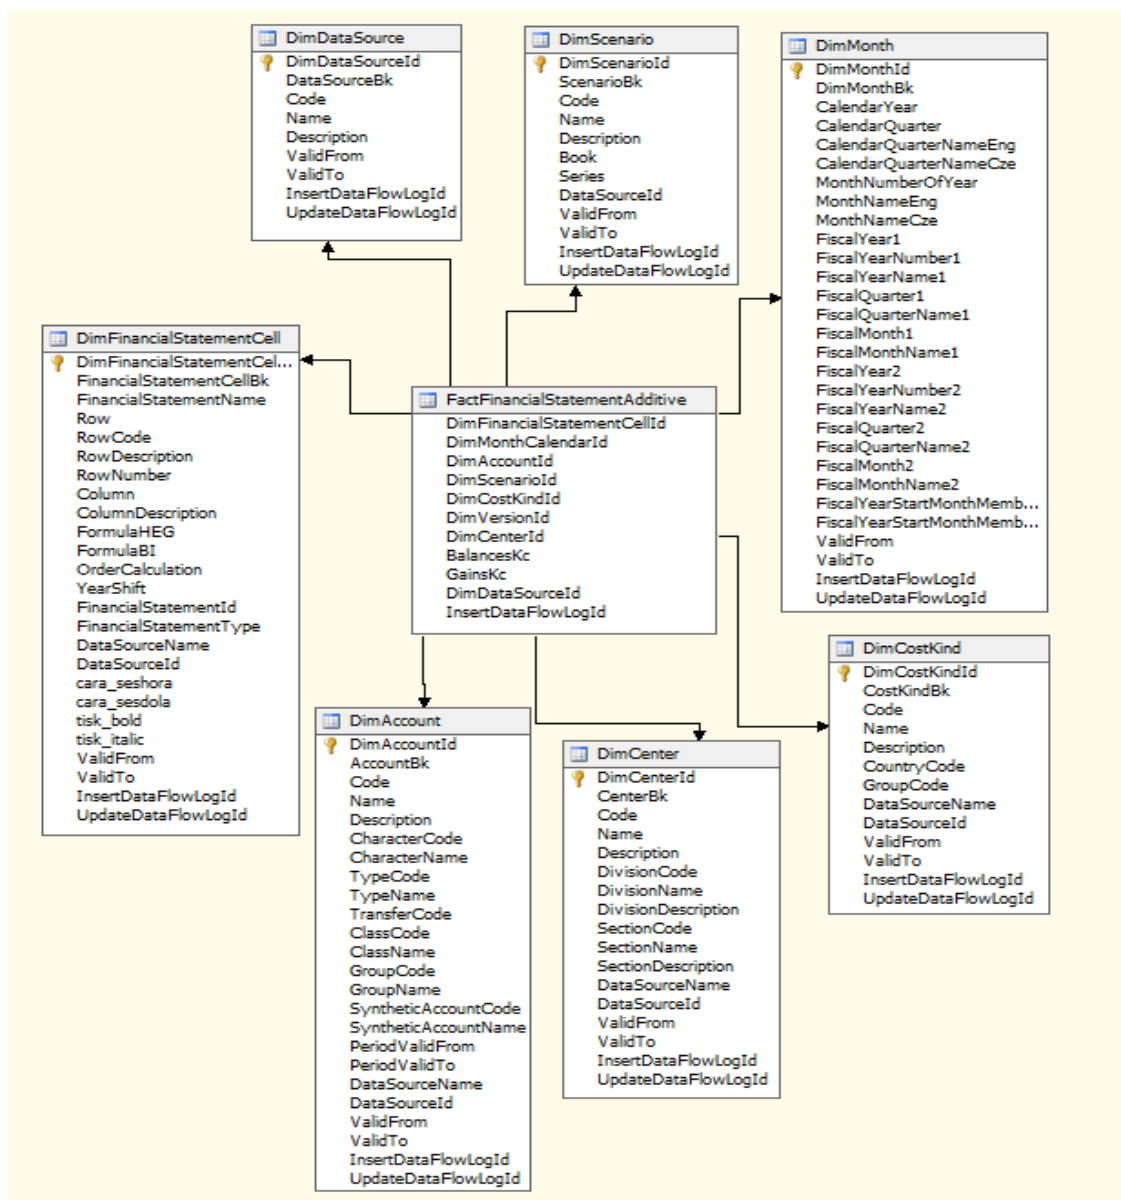 DimDataSource
DimDataSourceId
DataSourceBk
Code
Name
Description
ValidFrom
ValidTo
InsertDataFlowLogId
UpdateDataFlowLogId
DimScenario
DimScenarioId
ScenarioBk
Code
Name
Description
Book
Series
DataSourceId
ValidFrom
ValidTo
InsertDataFlowLogId
UpdateDataFlowLogId
DimMonth
DimMonthId
DimMonthBk
CalendarYear
CalendarQuarter
CalendarQuarterNameEng
CalendarQuarterNameCze
MonthNumberOfYear
MonthNameEng
MonthNameCze
FiscalYear1
FiscalYearNumber1
FiscalYearName1
FiscalQuarter1
FiscalQuarterName1
FiscalMonth1
FiscalMonthName1
FiscalYear2
FiscalYearNumber2
FiscalYearName2
FiscalQuarter2
FiscalQuarterName2
FiscalMonth2
FiscalMonthName2
FiscalYearStartMonthMemb...
FiscalYearStartMonthMemb...
ValidFrom
ValidTo
InsertDataFlowLogId
UpdateDataFlowLogId
DimFinancialStatementCell
DimFinancialStatementCel...
FinancialStatementCellBk
FinancialStatementName
Row
RowCode
RowDescription
RowNumber
Column
ColumnDescription
FormulaHEG
FormulaBI
OrderCalculation
YearShift
FinancialStatementId
FinancialStatementType
DataSourceName
DataSourceId
cara_seshora
cara_sesdola
tisk_bold
tisk_italic
ValidFrom
ValidTo
InsertDataFlowLogId
UpdateDataFlowLogId
FactFinancialStatementAdditive
DimFinancialStatementCellId
DimMonthCalendarId
DimAccountId
DimScenarioId
DimCostKindId
DimVersionId
DimCenterId
BalancesKc
GainsKc
DimDataSourceId
InsertDataFlowLogId
DimCostKind
DimCostKindId
CostKindBk
Code
Name
Description
CountryCode
GroupCode
DataSourceName
DataSourceId
ValidFrom
ValidTo
InsertDataFlowLogId
UpdateDataFlowLogId
DimAccount
DimAccountId
AccountBk
Code
Name
Description
CharacterCode
CharacterName
TypeCode
TypeName
TransferCode
ClassCode
ClassName
GroupCode
GroupName
SyntheticAccountCode
SyntheticAccountName
PeriodValidFrom
PeriodValidTo
DataSourceName
DataSourceId
ValidFrom
ValidTo
InsertDataFlowLogId
UpdateDataFlowLogId
DimCenter
DimCenterId
CenterBk
Code
Name
Description
DivisionCode
DivisionName
DivisionDescription
SectionCode
SectionName
SectionDescription
DataSourceName
DataSourceId
ValidFrom
ValidTo
InsertDataFlowLogId
UpdateDataFlowLogId